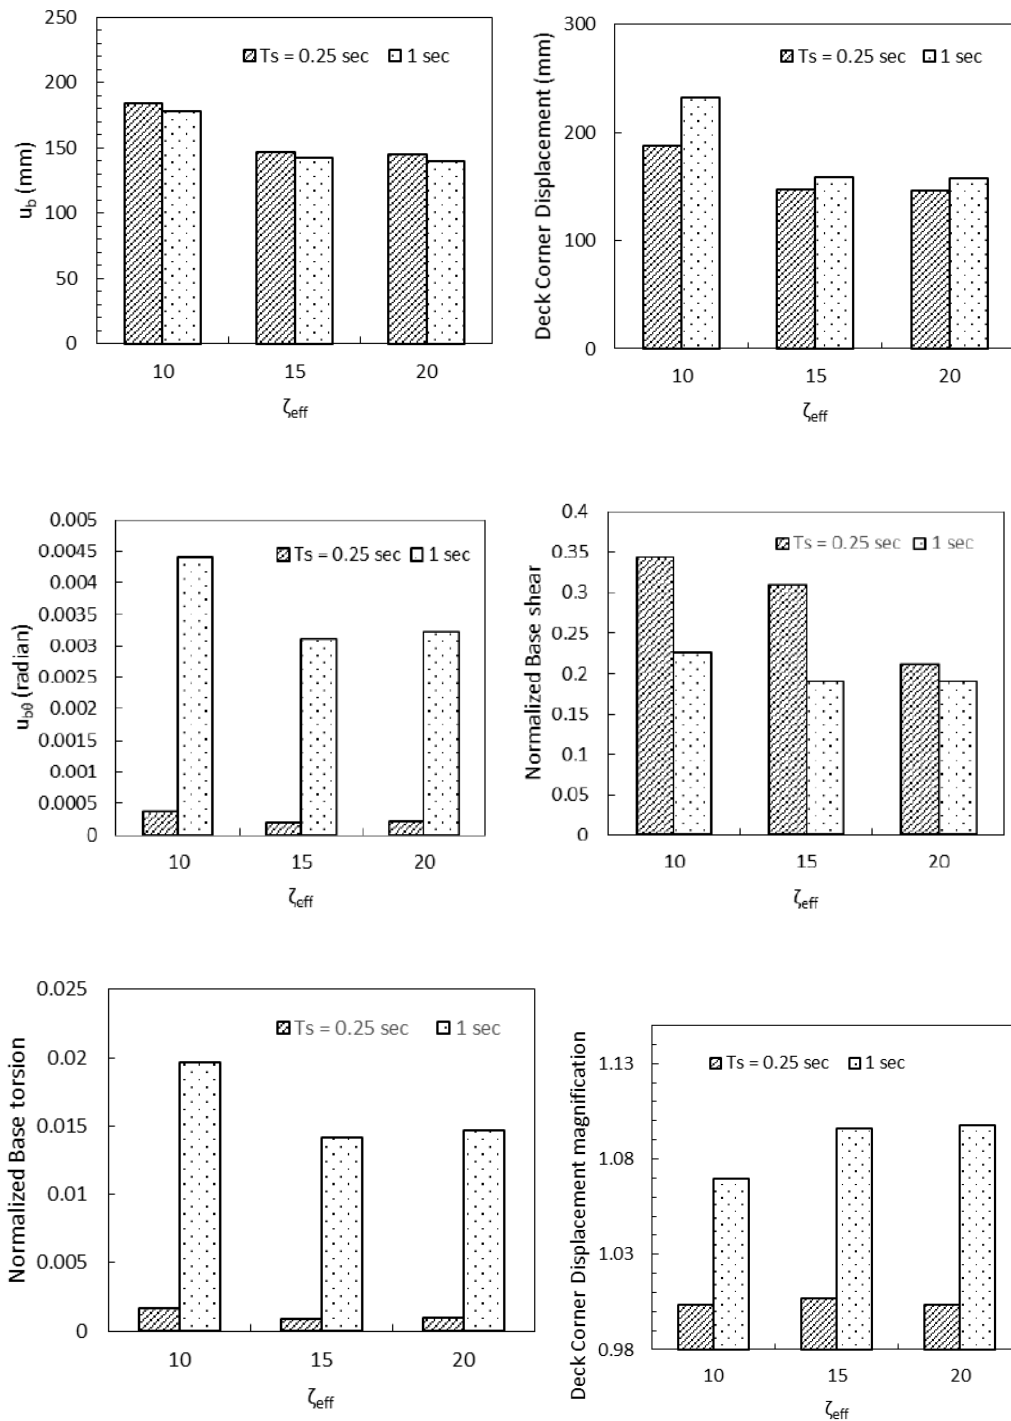 250
200
150
100
50
0
u_b (mm)
Ts = 0.25 sec 1 sec
10 15 20
ζeff
300
200
100
0
Deck Corner Displacement (mm)
Ts = 0.25 sec 1 sec
10 15 20
ζeff
0.005
0.0045
0.004
0.0035
0.003
0.0025
0.002
0.0015
0.001
0.0005
0
u_bθ (radian)
Ts = 0.25 sec 1 sec
10 15 20
ζeff
0.4
0.35
0.3
0.25
0.2
0.15
0.1
0.05
0
Normalized Base shear
Ts = 0.25 sec 1 sec
10 15 20
ζeff
0.025
0.02
0.015
0.01
0.005
0
Normalized Base torsion
Ts = 0.25 sec 1 sec
10 15 20
ζeff
1.13
1.08
1.03
0.98
Deck Corner Displacement magnification
Ts = 0.25 sec 1 sec
10 15 20
ζeff